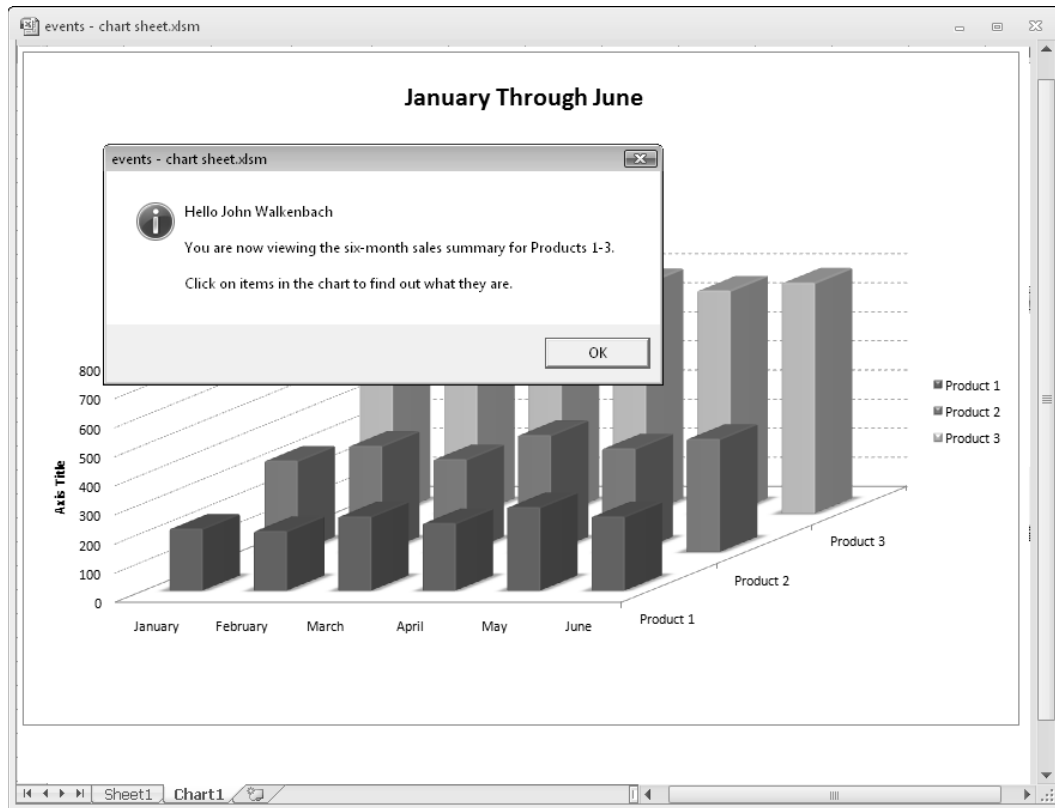 events - chart sheet.xlsm
January Through June
events - chart sheet.xlsm
Hello John Walkenbach
You are now viewing the six-month sales summary for Products 1-3.
Click on items in the chart to find out what they are.
OK
800
700
600
500
400
300
200
100
0
Axis Title
January February March April May June
Product 1
Product 2
Product 3
Product 1
Product 2
Product 3
Sheet1 Chart1